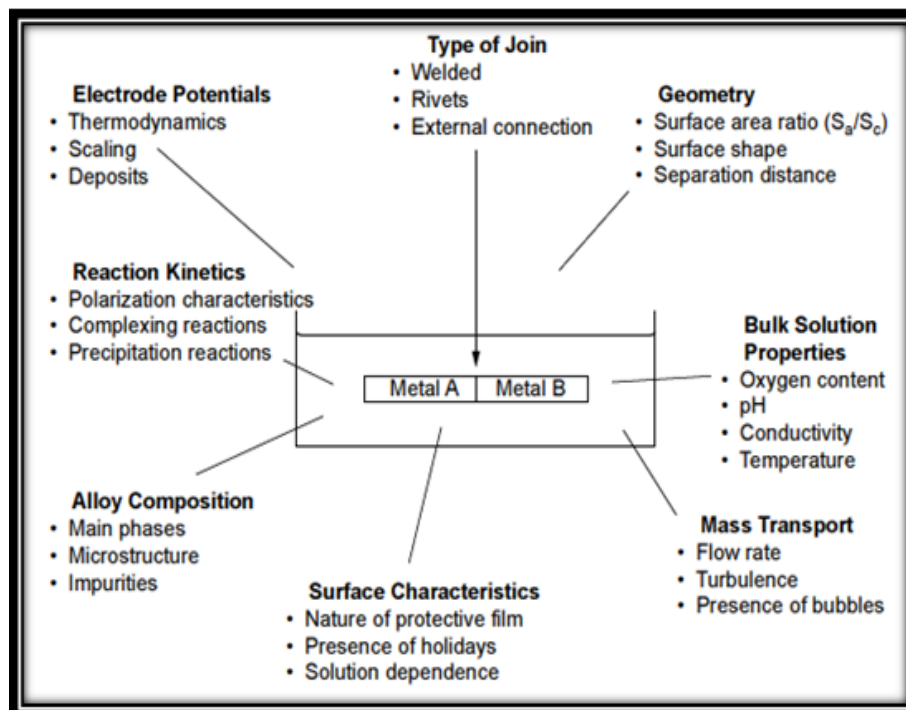 Type of Join
• Welded
• Rivets
• External connection
Electrode Potentials
• Thermodynamics
• Scaling
• Deposits
Geometry
• Surface area ratio (Sₐ/S꜀)
• Surface shape
• Separation distance
Reaction Kinetics
• Polarization characteristics
• Complexing reactions
• Precipitation reactions
Metal A
Metal B
Bulk Solution
Properties
• Oxygen content
• pH
• Conductivity
• Temperature
Alloy Composition
• Main phases
• Microstructure
• Impurities
Surface Characteristics
• Nature of protective film
• Presence of holidays
• Solution dependence
Mass Transport
• Flow rate
• Turbulence
• Presence of bubbles